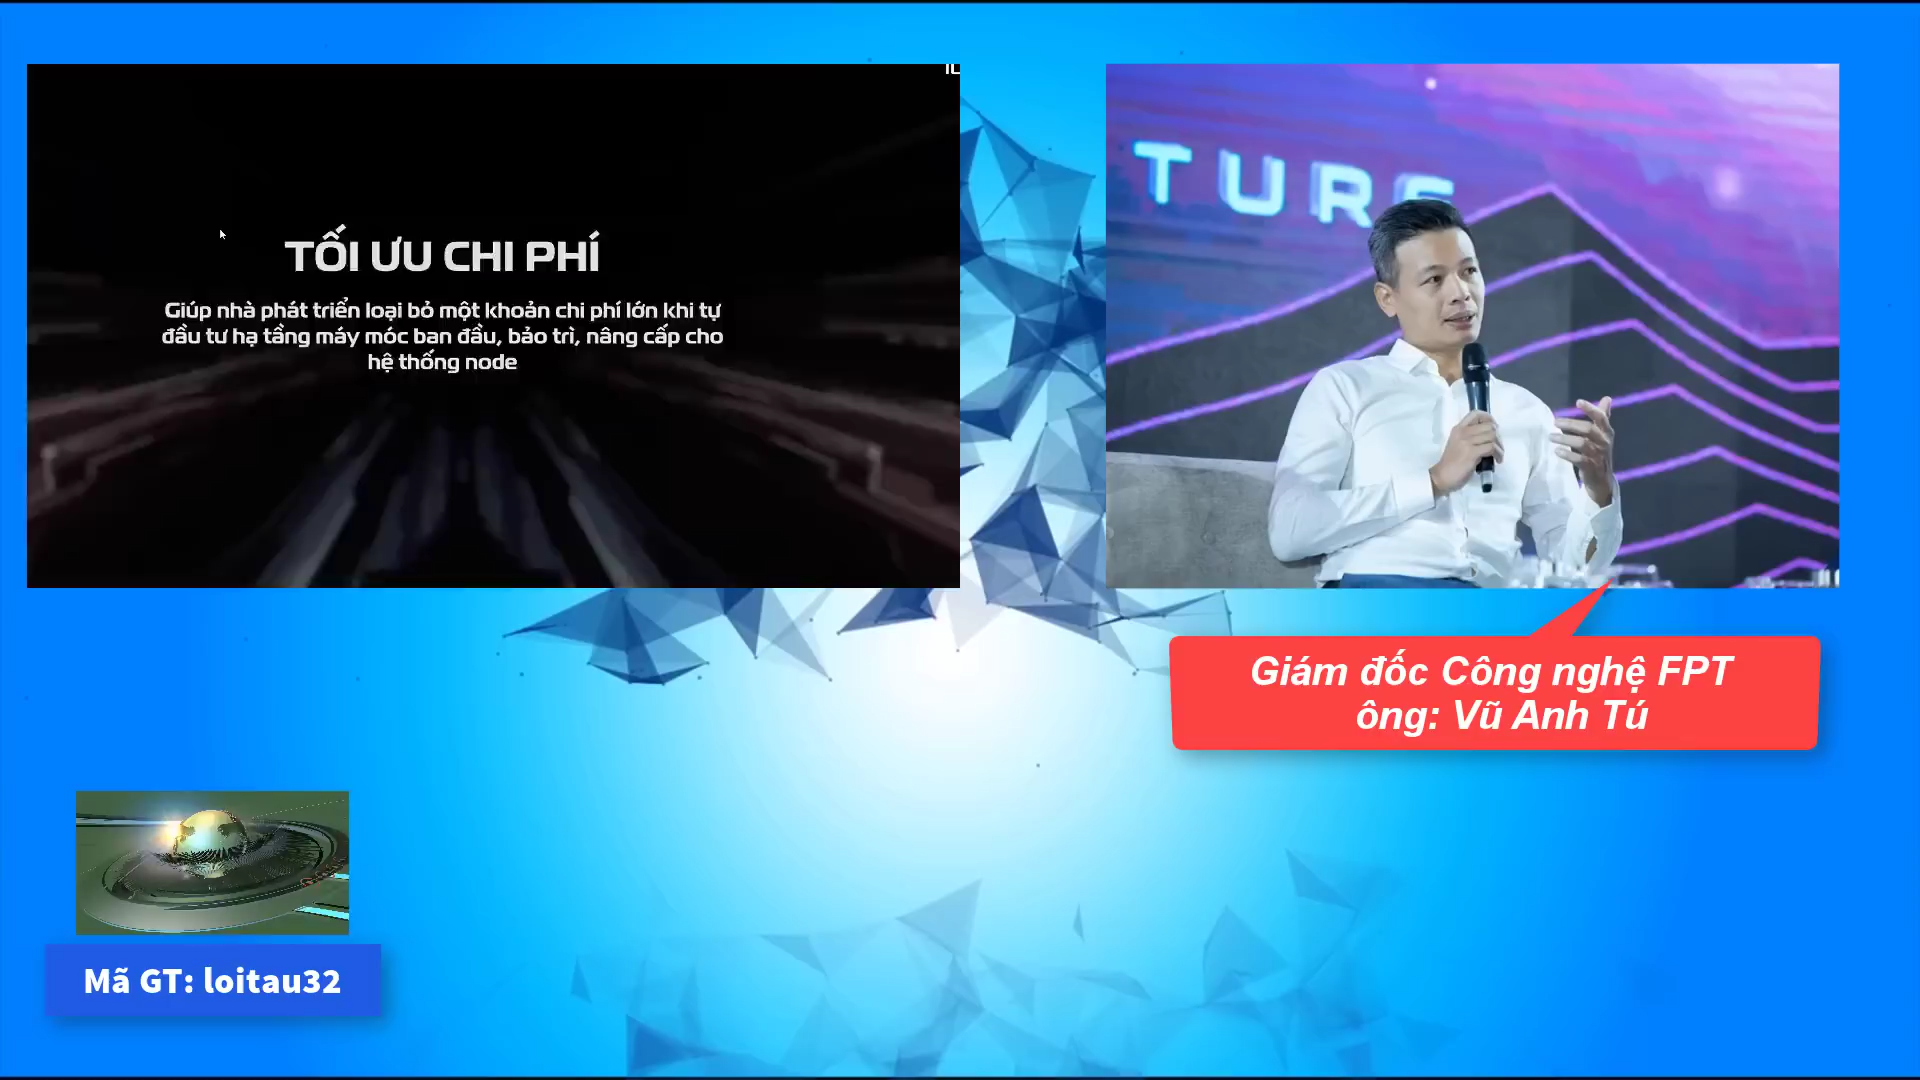 TỐI ƯU CHI PHÍ
Giúp nhà phát triển loại bỏ một khoản chi phí lớn khi tự
đầu tư hạ tầng máy móc ban đầu, bảo trì, nâng cấp cho
hệ thống node
TURE
Giám đốc Công nghệ FPT
ông: Vũ Anh Tú
Mã GT: loitau32